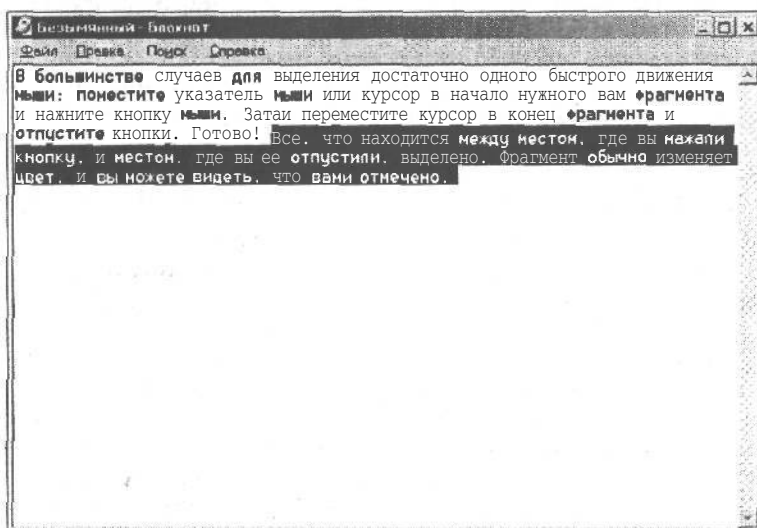 Безымянный - Блокнот
Файл Правка Поиск Справка
В большинстве случаев для выделения достаточно одного быстрого движения
мыши: поместите указатель мыши или курсор в начало нужного вам фрагмента
и нажните кнопку мыши. Затаи переместите курсор в конец фрагмента и
отпустите кнопки. Готово! Все. что находится между местом, где вы нажали
кнопку, и местом, где вы ее отпустили, выделено. Фрагмент обычно изменяет
цвет, и вы можете видеть, что вами отмечено.